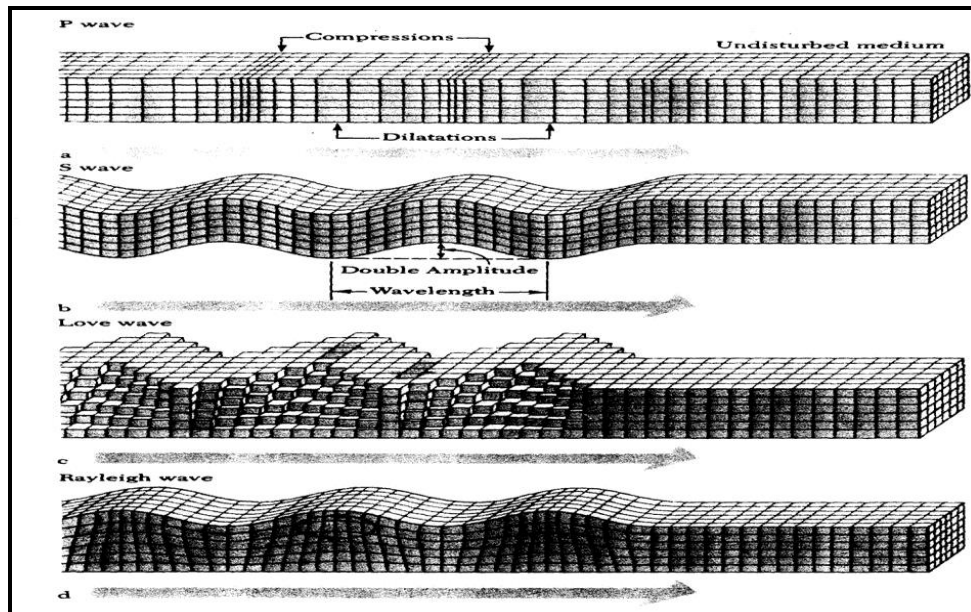 P wave
Compressions
Undisturbed medium
Dilatations
a
S wave
Double Amplitude
Wavelength
b
Love wave
c
Rayleigh wave
d